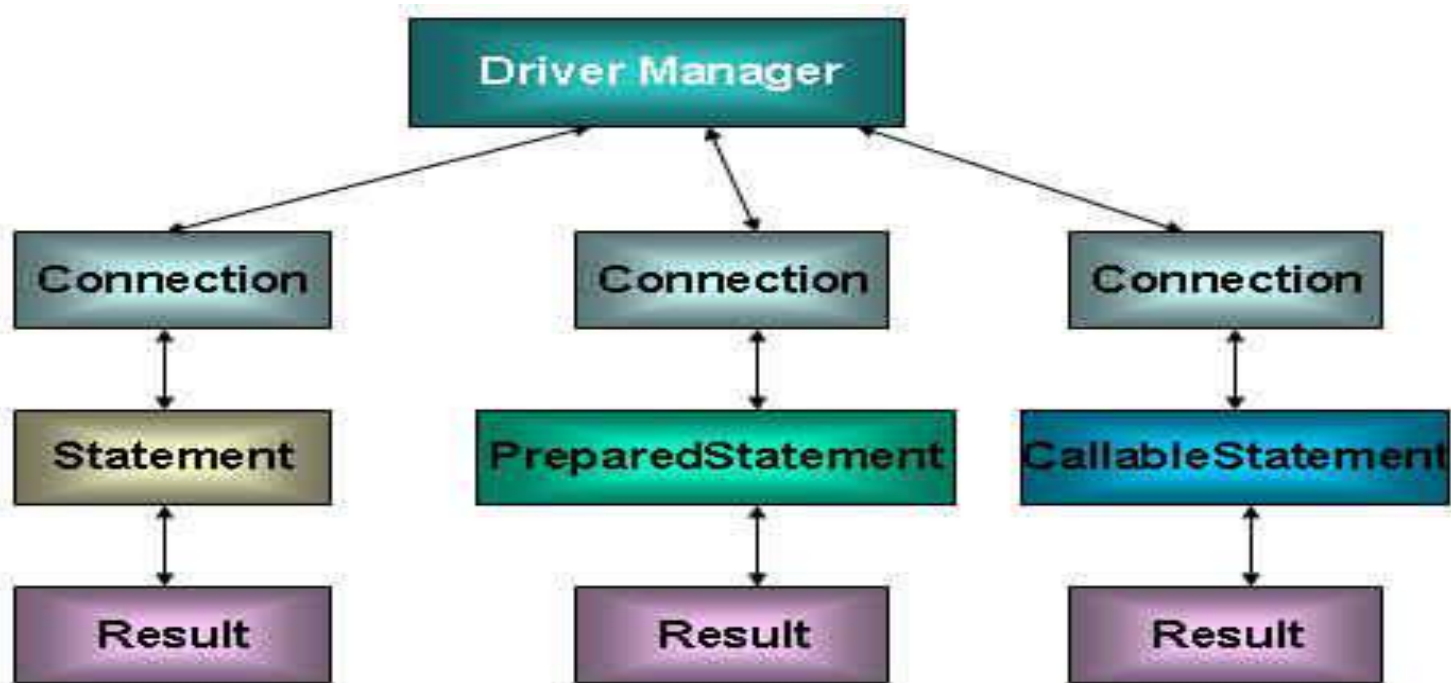 Driver Manager
Connection
Connection
Connection
Statement
PreparedStatement
CallableStatement
Result
Result
Result